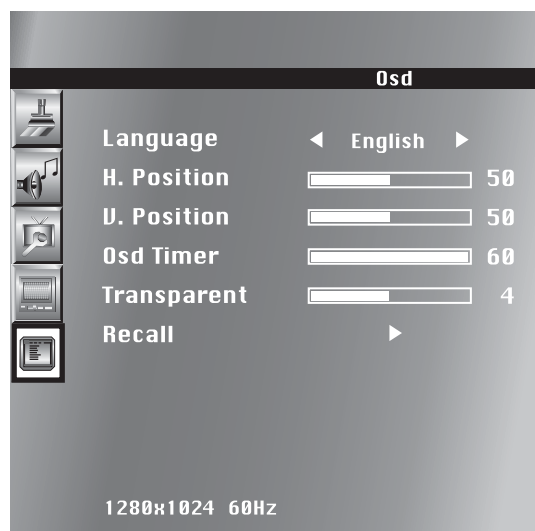 Osd
Language English
H. Position 50
V. Position 50
Osd Timer 60
Transparent 4
Recall
1280x1024 60Hz